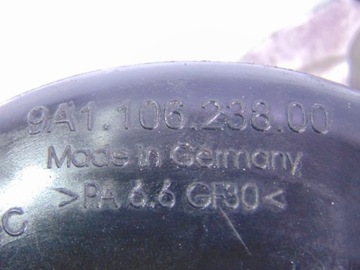 9A1.106.238.00
Made in Germany
>PA 6.6 GF30<
C